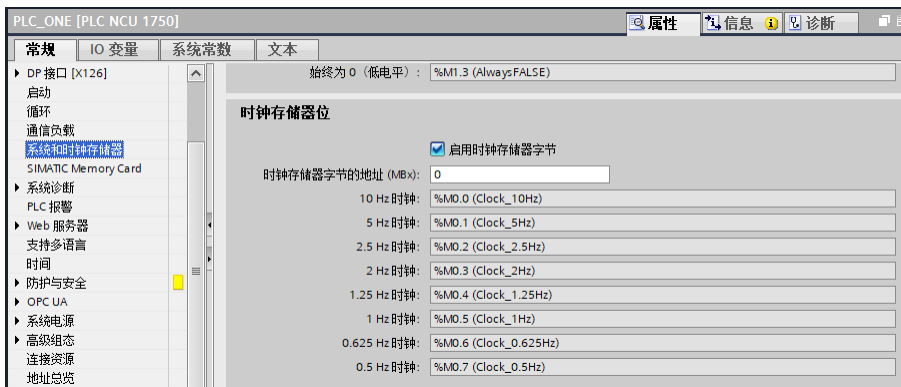 PLC_ONE [PLC NCU 1750]
属性
信息
诊断
常规
IO 变量
系统常数
文本
DP 接口 [X126]
启动
循环
通信负载
系统和时钟存储器
SIMATIC Memory Card
系统诊断
PLC 报警
Web 服务器
支持多语言
时间
防护与安全
OPC UA
系统电源
高级组态
连接资源
地址总览
始终为 0（低电平）: %M1.3 (AlwaysFALSE)
时钟存储器位
启用时钟存储器字节
时钟存储器字节的地址 (MBx): 0
10 Hz 时钟: %M0.0 (Clock_10Hz)
5 Hz 时钟: %M0.1 (Clock_5Hz)
2.5 Hz 时钟: %M0.2 (Clock_2.5Hz)
2 Hz 时钟: %M0.3 (Clock_2Hz)
1.25 Hz 时钟: %M0.4 (Clock_1.25Hz)
1 Hz 时钟: %M0.5 (Clock_1Hz)
0.625 Hz 时钟: %M0.6 (Clock_0.625Hz)
0.5 Hz 时钟: %M0.7 (Clock_0.5Hz)